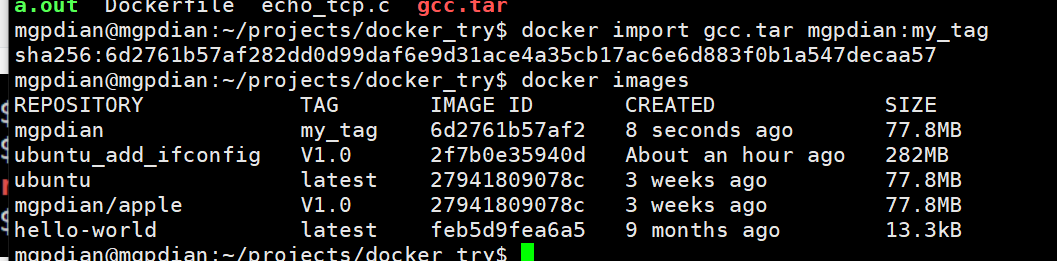 a.out  Dockerfile  echo_tcp.c  gcc.tar
mgpdian@mgpdian:~/projects/docker_try$ docker import gcc.tar mgpdian:my_tag
sha256:6d2761b57af282dd0d99daf6e9d31ace4a35cb17ac6e6d883f0b1a547decaa57
mgpdian@mgpdian:~/projects/docker_try$ docker images
REPOSITORY TAG IMAGE ID CREATED SIZE
mgpdian my_tag 6d2761b57af2 8 seconds ago 77.8MB
ubuntu_add_ifconfig V1.0 2f7b0e35940d About an hour ago 282MB
ubuntu latest 27941809078c 3 weeks ago 77.8MB
mgpdian/apple V1.0 27941809078c 3 weeks ago 77.8MB
hello-world latest feb5d9fea6a5 9 months ago 13.3kB
mgpdian@mgpdian:~/projects/docker_try$